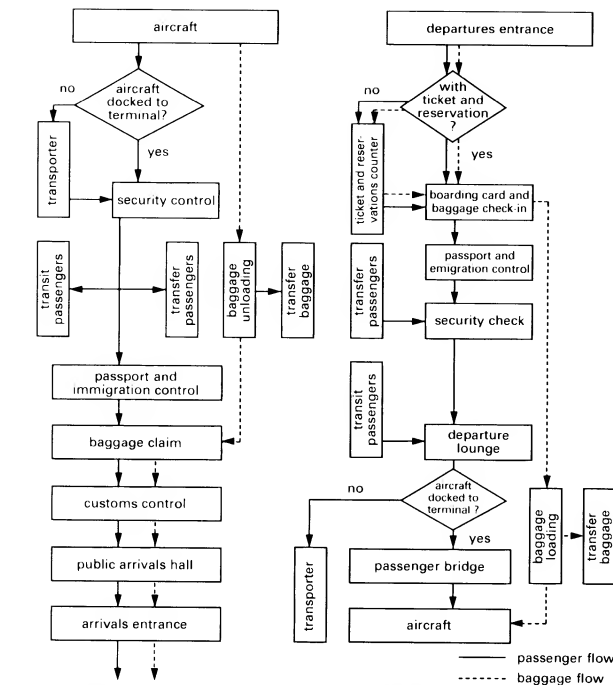 aircraft
aircraft
docked to
terminal?
no
yes
transporter
security control
transit
passengers
transfer
passengers
baggage
unloading
transfer
baggage
passport and
immigration control
baggage claim
customs control
public arrivals hall
arrivals entrance
departures entrance
with
ticket and
reservation
?
no
yes
ticket and reser-
vations counter
boarding card and
baggage check-in
passport and
emigration control
transfer
passengers
security check
transit
passengers
departure
lounge
aircraft
docked to
terminal ?
no
yes
transporter
passenger bridge
baggage
loading
transfer
baggage
aircraft
passenger flow
baggage flow